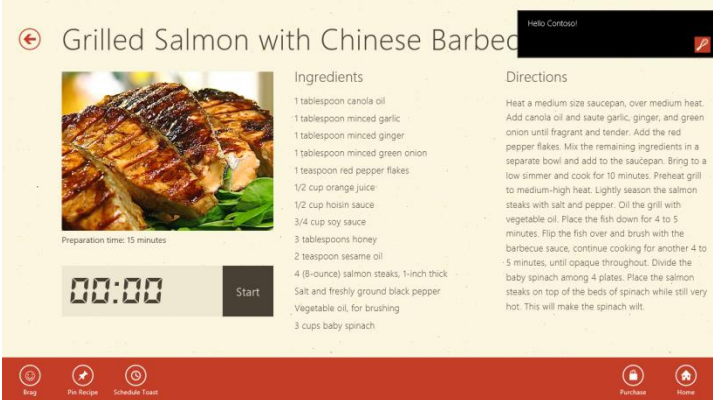 Hello Contoso!
Grilled Salmon with Chinese Barbec
Preparation time: 15 minutes
00:00
Start
Ingredients
1 tablespoon canola oil
1 tablespoon minced garlic
1 tablespoon minced ginger
1 tablespoon minced green onion
1 teaspoon red pepper flakes
1/2 cup orange juice
1/2 cup hoisin sauce
3/4 cup soy sauce
3 tablespoons honey
2 teaspoon sesame oil
4 (8-ounce) salmon steaks, 1-inch thick
Salt and freshly ground black pepper
Vegetable oil, for brushing
3 cups baby spinach
Directions
Heat a medium size saucepan, over medium heat.
Add canola oil and saute garlic, ginger, and green
onion until fragrant and tender. Add the red
pepper flakes. Mix the remaining ingredients in a
separate bowl and add to the saucepan. Bring to a
low simmer and cook for 10 minutes. Preheat grill
to medium-high heat. Lightly season the salmon
steaks with salt and pepper. Oil the grill with
vegetable oil. Place the fish down for 4 to 5
minutes. Flip the fish over and brush with the
barbecue sauce, continue cooking for another 4 to
5 minutes, until opaque throughout. Divide the
baby spinach among 4 plates. Place the salmon
steaks on top of the beds of spinach while still very
hot. This will make the spinach wilt.
Brag
Pin Recipe
Schedule Toast
Purchase
Home